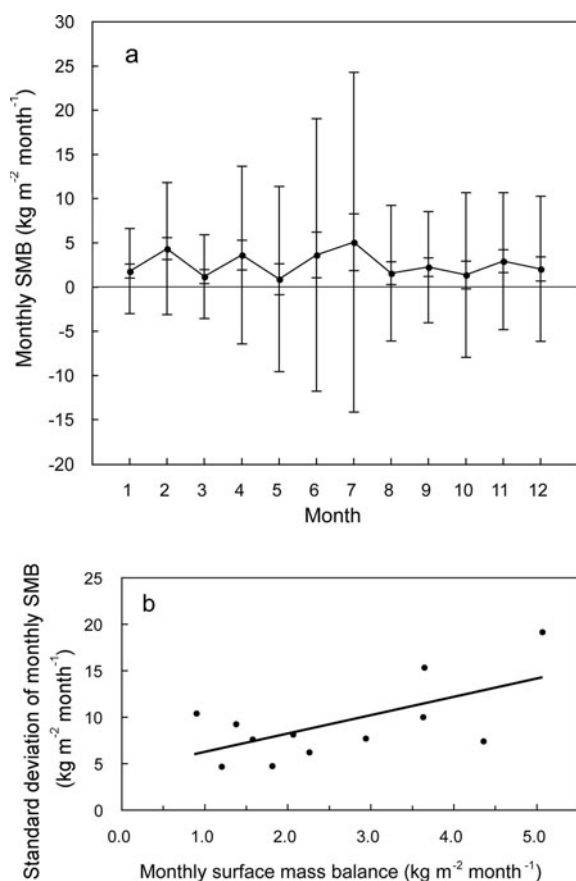 a
Monthly SMB (kg m⁻² month⁻¹)
30
25
20
15
10
5
0
-5
-10
-15
-20
1 2 3 4 5 6 7 8 9 10 11 12
Month
b
Standard deviation of monthly SMB
(kg m⁻² month⁻¹)
25
20
15
10
5
0
0.0 1.0 2.0 3.0 4.0 5.0
Monthly surface mass balance (kg m⁻² month⁻¹)